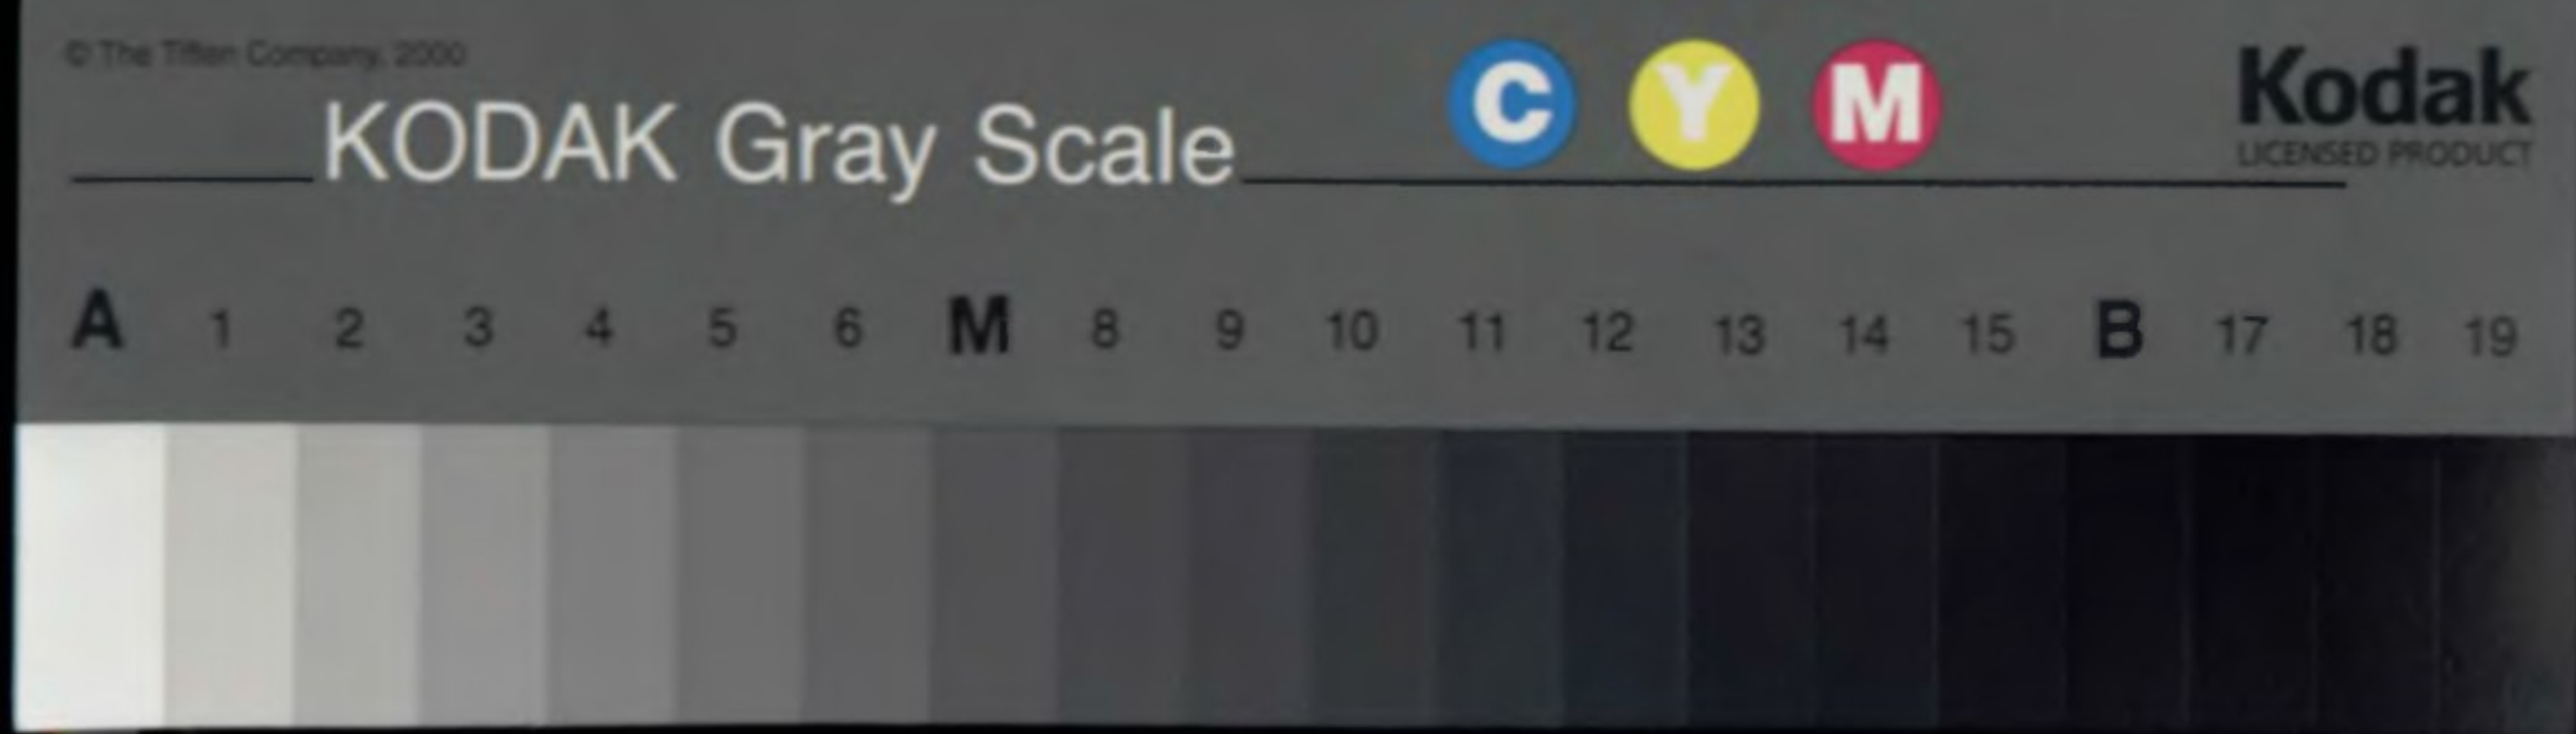 © The Tiffen Company, 2000
KODAK Gray Scale
C Y M
Kodak
LICENSED PRODUCT
A 1 2 3 4 5 6 M 8 9 10 11 12 13 14 15 B 17 18 19